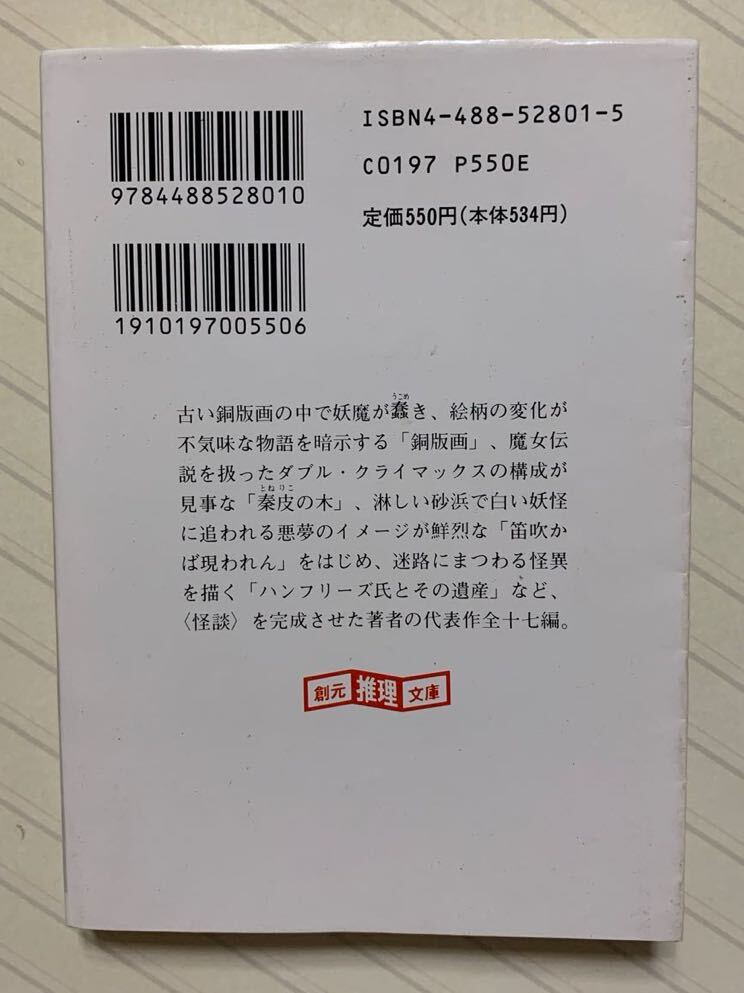 ISBN4-488-52801-5
9784488528010
C0197 P550E
定価550円(本体534円)
1910197005506
古い銅版画の中で妖魔が蠢き、絵柄の変化が
不気味な物語を暗示する「銅版画」、魔女伝
説を扱ったダブル・クライマックスの構成が
見事な「秦皮の木」、淋しい砂浜で白い妖怪
に追われる悪夢のイメージが鮮烈な「笛吹か
ば現われん」をはじめ、迷路にまつわる怪異
を描く「ハンフリーズ氏とその遺産」など、
〈怪談〉を完成させた著者の代表作全十七編。
創元推理文庫